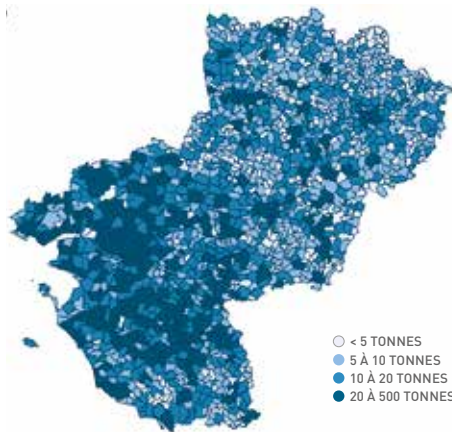 < 5 TONNES
5 À 10 TONNES
10 À 20 TONNES
20 À 500 TONNES